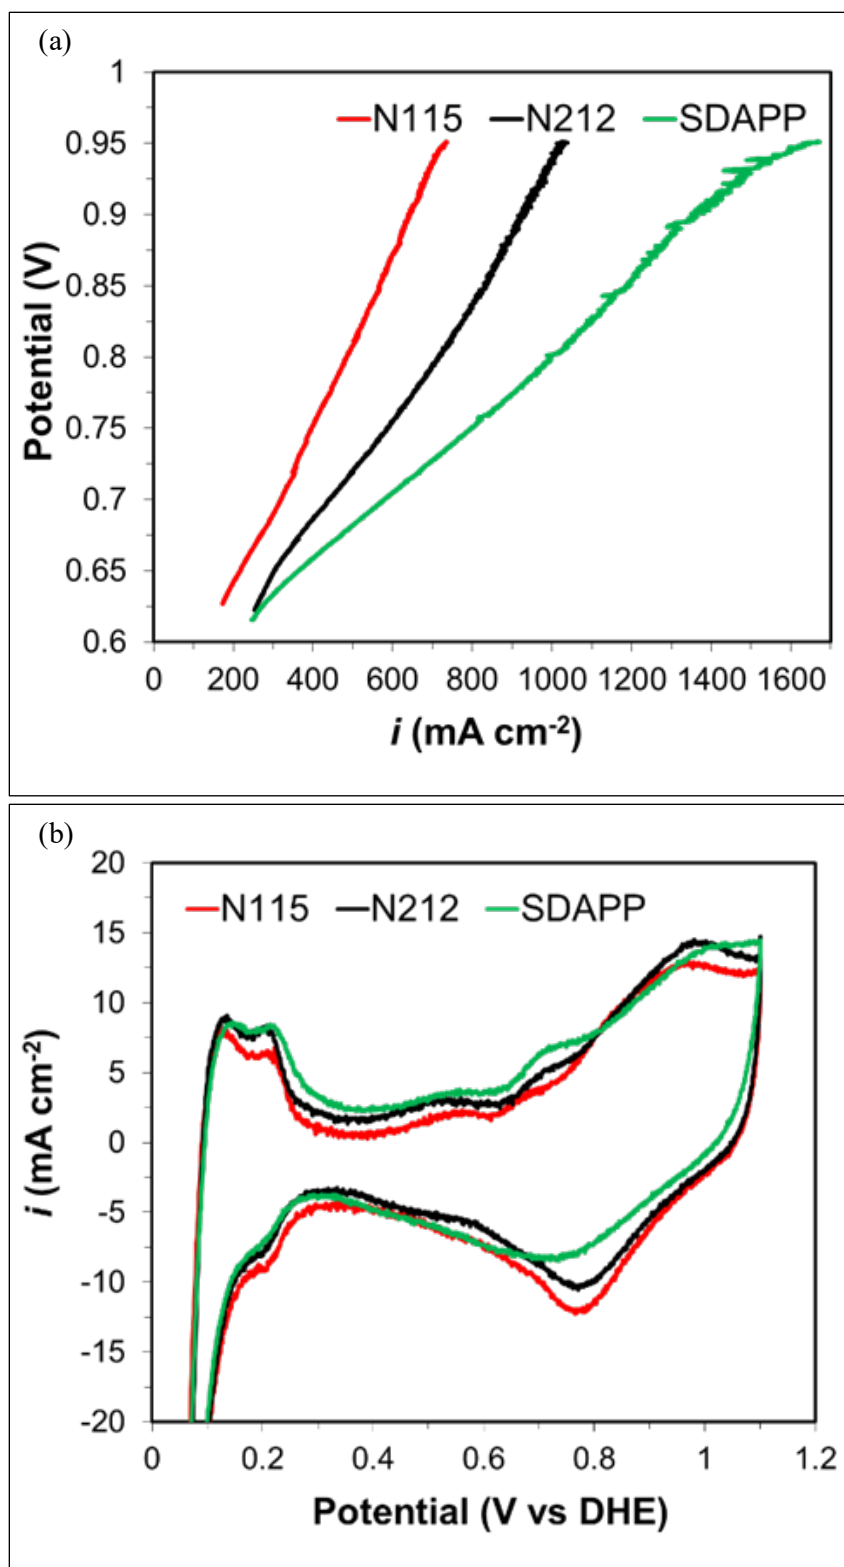 (a)
N115 N212 SDAPP
1
0.95
0.9
0.85
0.8
0.75
0.7
0.65
0.6
Potential (V)
0 200 400 600 800 1000 1200 1400 1600
i (mA cm-2)
(b)
N115 N212 SDAPP
20
15
10
5
0
-5
-10
-15
-20
i (mA cm-2)
0 0.2 0.4 0.6 0.8 1 1.2
Potential (V vs DHE)